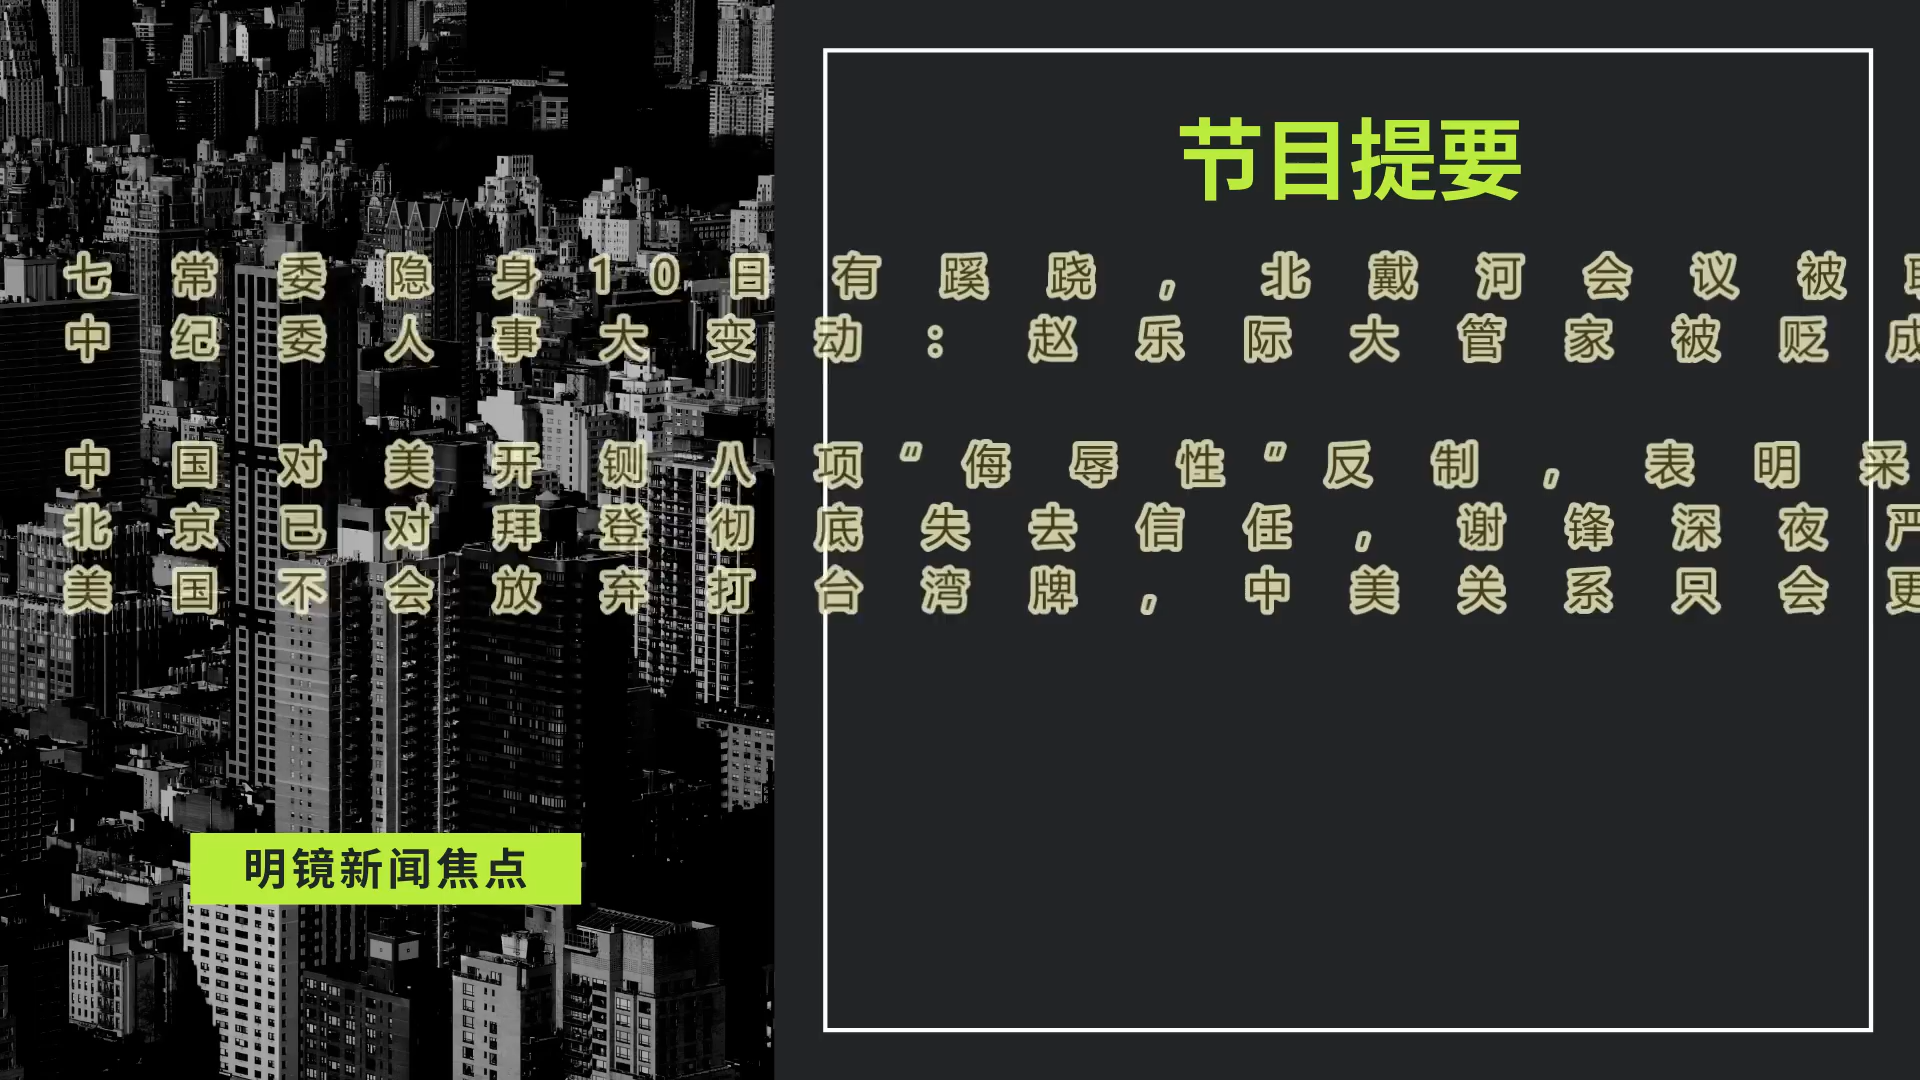 节目提要
七常委隐身10日有蹊跷，北戴河会议被
中纪委人事大变动：赵乐际大管家被贬成
中国对美开铡八项“侮辱性”反制，表明采
北京已对拜登彻底失去信任，谢锋深夜严
美国不会放弃打台湾牌，中美关系只会更
明镜新闻焦点